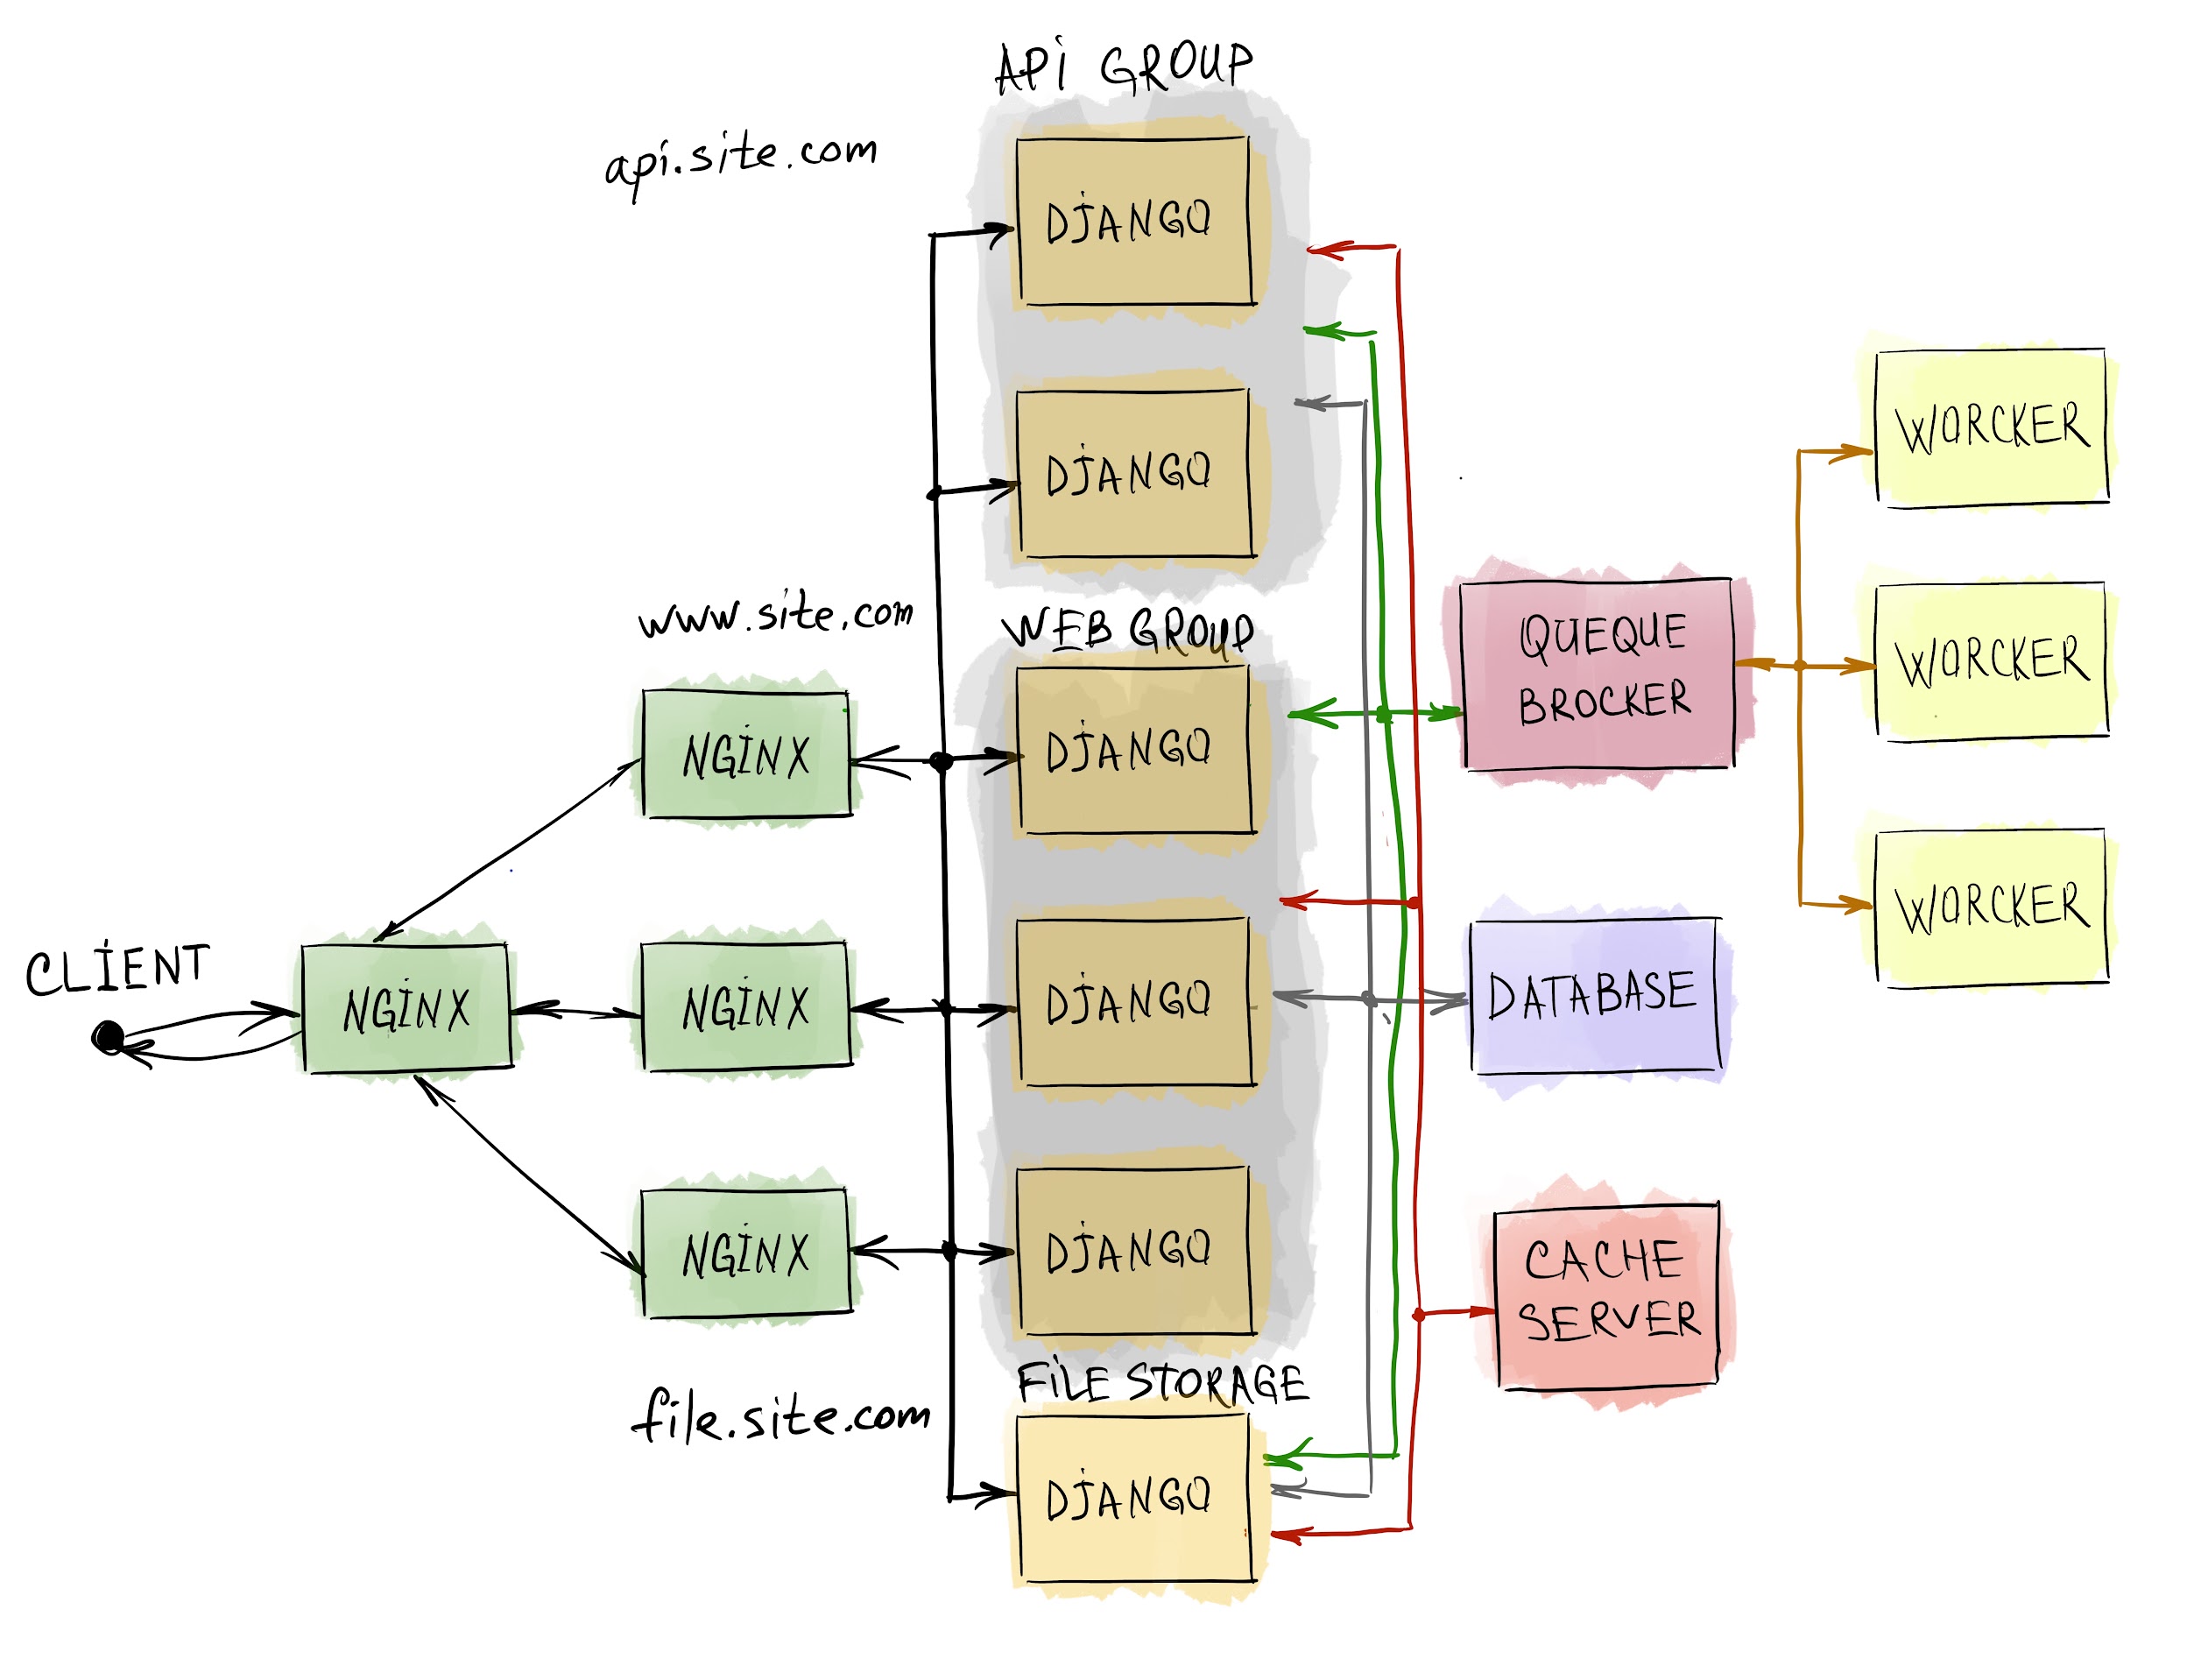 API GROUP
api.site.com
DJANGO
DJANGO
www.site.com
WEB GROUP
NGINX
DJANGO
CLIENT
NGINX
NGINX
DJANGO
NGINX
DJANGO
file.site.com
FILE STORAGE
DJANGO
QUEQUE
BROCKER
DATABASE
CACHE
SERVER
WORCKER
WORCKER
WORCKER